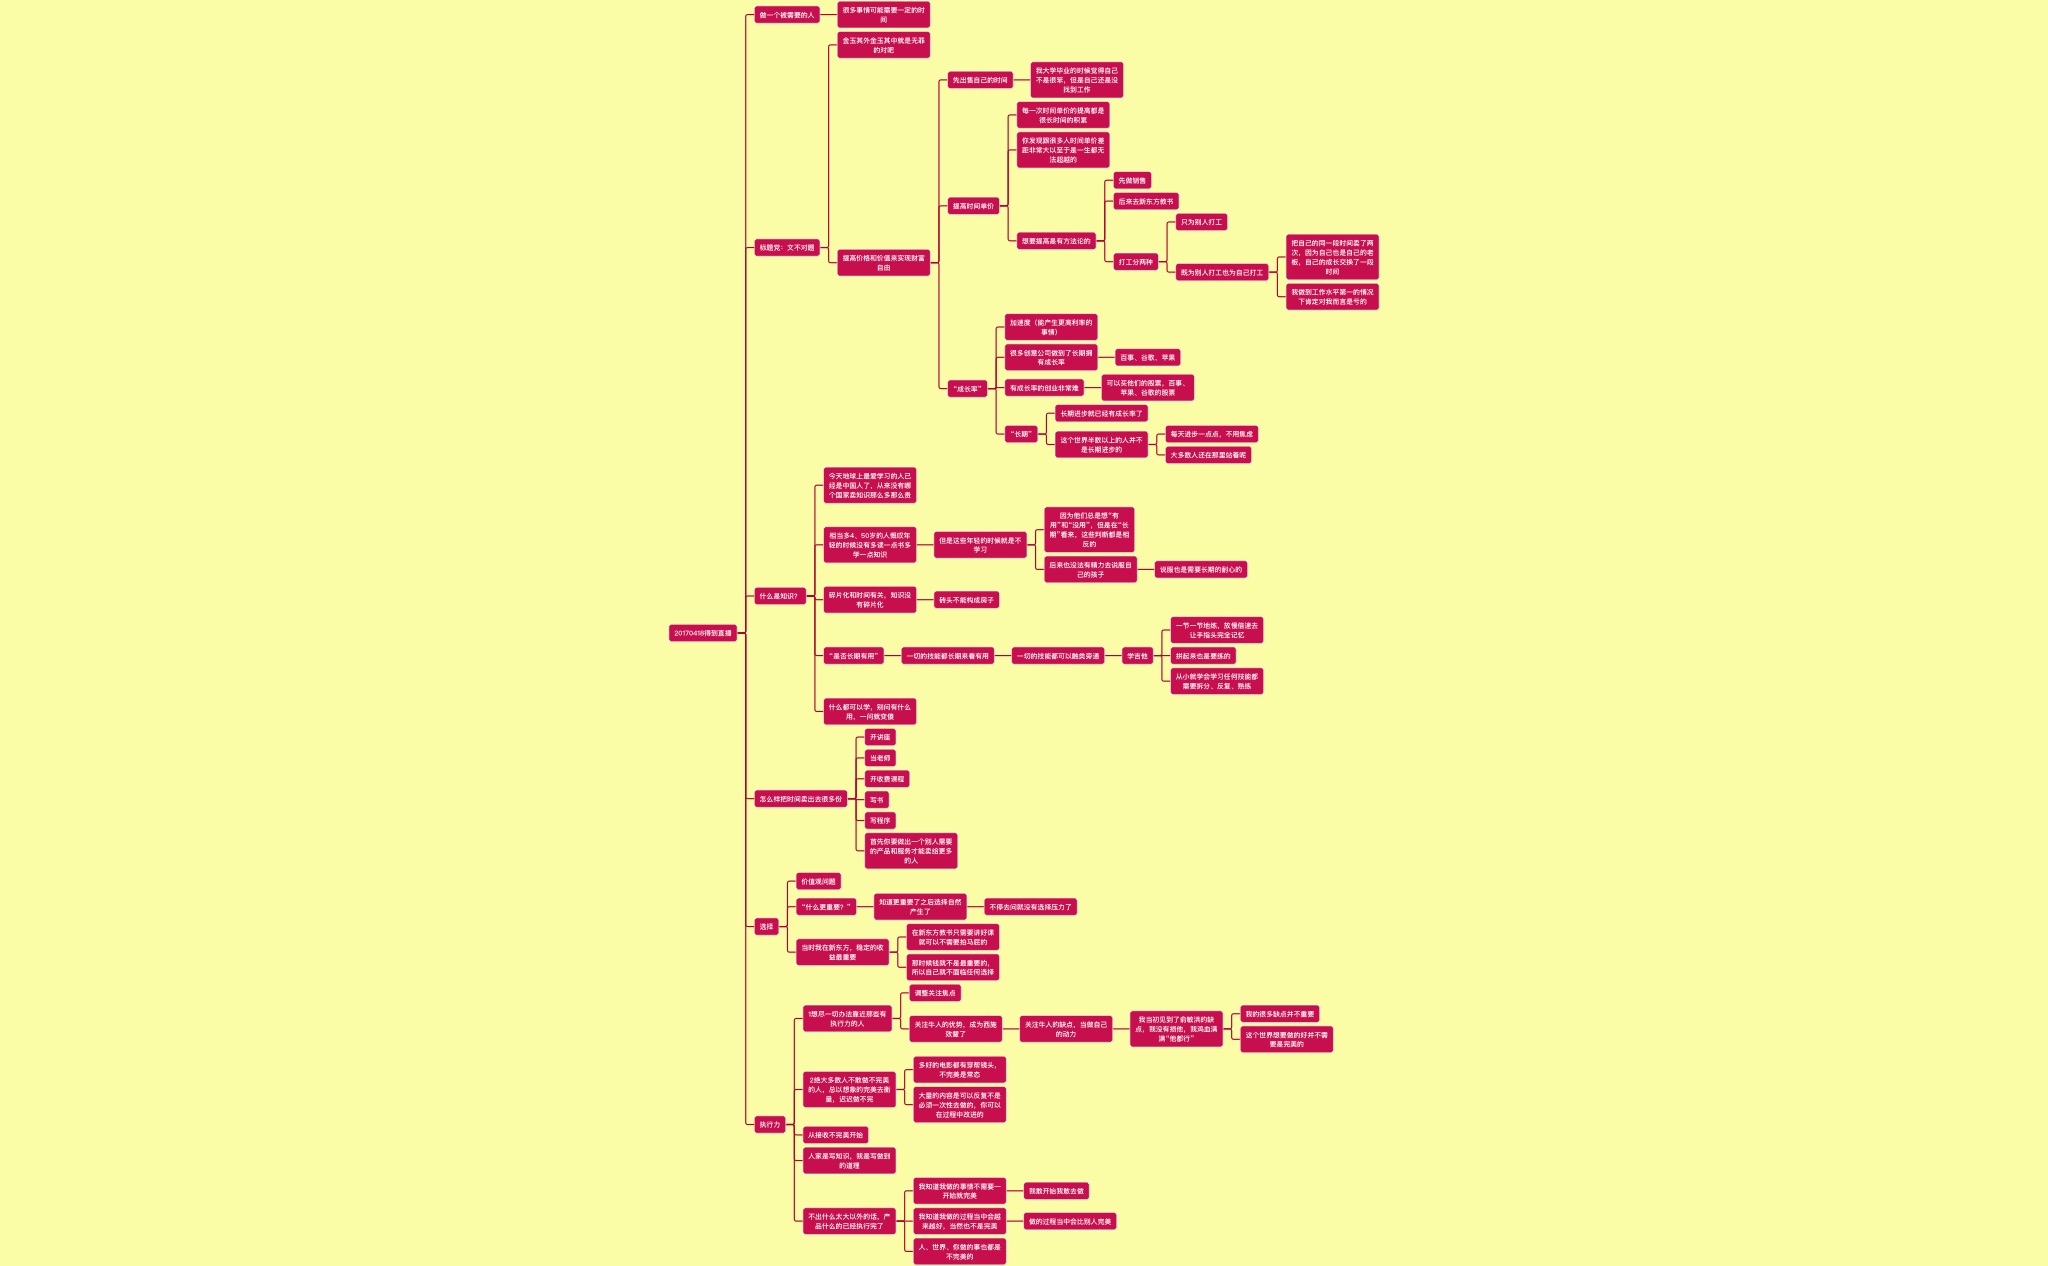 20170418得到直播
做一个被需要的人
很多事情可能需要一定的时
间
标题党：文不对题
金玉其外金玉其中就是无罪
的对吧
提高价格和价值来实现财富
自由
先出售自己的时间
我大学毕业的时候觉得自己
不是很笨，但是自己还是没
找到工作
提高时间单价
每一次时间单价的提高都是
很长时间的积累
你发现跟很多人时间单价差
距非常大以至于是一生都无
法超越的
想要提高是有方法论的
先做销售
后来去新东方教书
打工分两种
只为别人打工
既为别人打工也为自己打工
把自己的同一段时间卖了两
次，因为自己也是自己的老
板，自己的成长交换了一段
时间
我做到工作水平第一的情况
下肯定对我而言是亏的
“成长率”
加速度（能产生更高利率的
事情）
很多创意公司做到了长期拥
有成长率
百事、谷歌、苹果
有成长率的创业非常难
可以买他们的股票，百事、
苹果、谷歌的股票
“长期”
长期进步就已经有成长率了
这个世界半数以上的人并不
是长期进步的
每天进步一点点，不用焦虑
大多数人还在那里站着呢
什么是知识？
今天地球上最爱学习的人已
经是中国人了，从来没有哪
个国家卖知识那么多那么贵
相当多4、50岁的人慨叹年
轻的时候没有多读一点书多
学一点知识
但是这些年轻的时候就是不
学习
因为他们总是想“有
用”和“没用”，但是在“长
期”看来，这些判断都是相
反的
后来也没法有精力去说服自
己的孩子
说服也是需要长期的耐心的
碎片化和时间有关，知识没
有碎片化
砖头不能构成房子
“是否长期有用”
一切的技能都长期来看有用
一切的技能都可以触类旁通
学吉他
一节一节地练，放慢倍速去
让手指头完全记忆
拼起来也是要练的
从小就学会学习任何技能都
需要拆分、反复、熟练
什么都可以学，别问有什么
用，一问就变傻
怎么样把时间卖出去很多份
开讲座
当老师
开收费课程
写书
写程序
首先你要做出一个别人需要
的产品和服务才能卖给更多
的人
选择
价值观问题
“什么更重要？”
知道更重要了之后选择自然
产生了
不停去问就没有选择压力了
当时我在新东方，稳定的收
益最重要
在新东方教书只需要讲好课
就可以不需要拍马屁的
那时候钱就不是最重要的，
所以自己就不面临任何选择
执行力
1想尽一切办法靠近那些有
执行力的人
调整关注焦点
关注牛人的优势，成为西施
效颦了
关注牛人的缺点，当做自己
的动力
我当初见到了俞敏洪的缺
点，我没有损他，我鸡血满
满“他都行”
我的很多缺点并不重要
这个世界想要做的好并不需
要是完美的
2绝大多数人不敢做不完美
的人，总以想象的完美去衡
量，迟迟做不完
多好的电影都有穿帮镜头，
不完美是常态
大量的内容是可以反复不是
必须一次性去做的，你可以
在过程中改进的
从接收不完美开始
人家是写知识，我是写做到
的道理
不出什么太大以外的话、产
品什么的已经执行完了
我知道我做的事情不需要一
开始就完美
我敢开始我敢去做
我知道我做的过程当中会越
来越好，当然也不是完美
做的过程当中会比别人完美
人、世界、你做的事也都是
不完美的